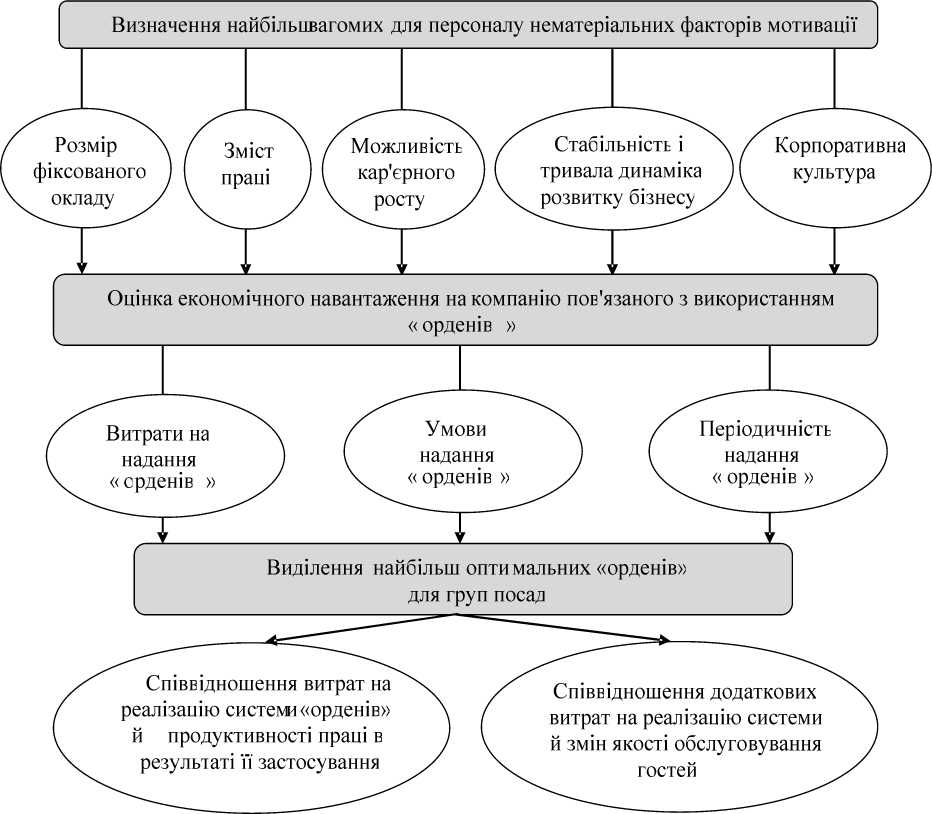 Визначення найбільшвагомих для персоналу нематеріальних факторів мотивації
Розмір
фіксованого
окладу
Зміст
праці
Можливість
кар'єрного
росту
Стабільність і
тривала динаміка
розвитку бізнесу
Корпоративна
культура
Оцінка економічного навантаження на компанію пов'язаного з використанням
« орденів »
Витрати на
надання
« срденів »
Умови
надання
« орденів »
Періодичність
надання
« орденів »
Виділення найбільш оптимальних «орденів»
для груп посад
Співвідношення витрат на
реалізацію системи «орденів»
й продуктивності праці в
результаті її застосування
Співвідношення додаткових
витрат на реалізацію системи
й змін якості обслуговування
гостей